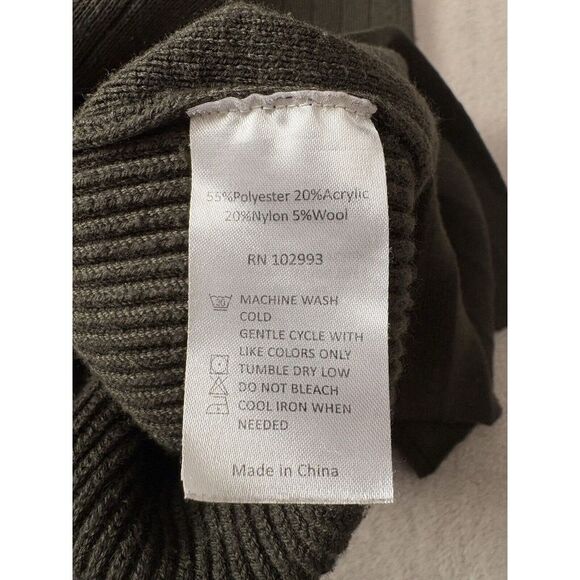 55%Polyester 20%Acrylic
20%Nylon 5%Wool
RN 102993
MACHINE WASH
COLD
GENTLE CYCLE WITH
LIKE COLORS ONLY
TUMBLE DRY LOW
DO NOT BLEACH
COOL IRON WHEN
NEEDED
Made in China